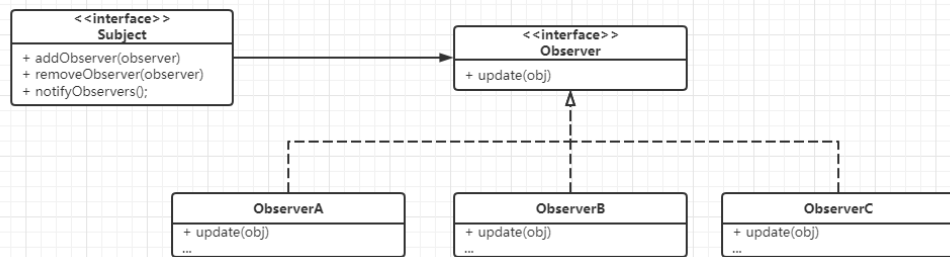 <<interface>>
Subject
+ addObserver(observer)
+ removeObserver(observer)
+ notifyObservers();
<<interface>>
Observer
+ update(obj)
ObserverA
+ update(obj)
...
ObserverB
+ update(obj)
...
ObserverC
+ update(obj)
...